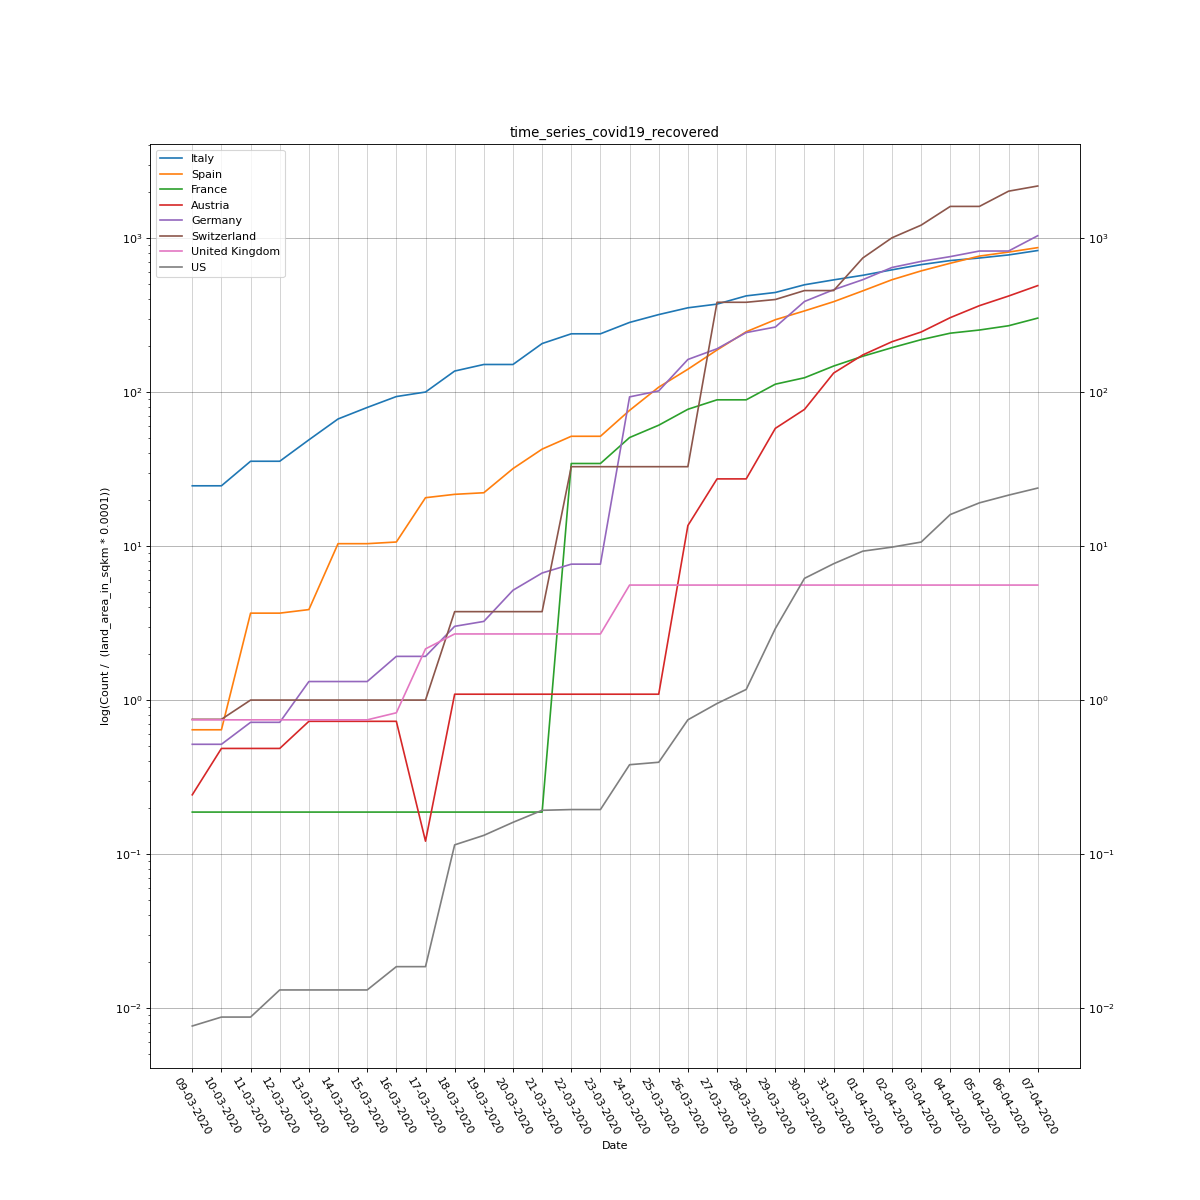 time_series_covid19_recovered
Italy
Spain
France
Austria
Germany
Switzerland
United Kingdom
US
10³ 10³
10² 10²
10¹ 10¹
10⁰ 10⁰
10⁻¹ 10⁻¹
10⁻² 10⁻²
log(Count / (land_area_in_sqkm * 0.0001))
09-03-2020 10-03-2020 11-03-2020 12-03-2020 13-03-2020 14-03-2020 15-03-2020 16-03-2020 17-03-2020 18-03-2020 19-03-2020 20-03-2020 21-03-2020 22-03-2020 23-03-2020 24-03-2020 25-03-2020 26-03-2020 27-03-2020 28-03-2020 29-03-2020 30-03-2020 31-03-2020 01-04-2020 02-04-2020 03-04-2020 04-04-2020 05-04-2020 06-04-2020 07-04-2020
Date